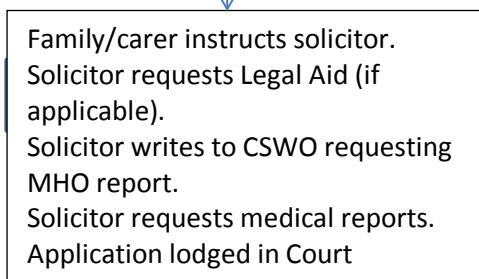 Family/carer instructs solicitor.
Solicitor requests Legal Aid (if
applicable).
Solicitor writes to CSWO requesting
MHO report.
Solicitor requests medical reports.
Application lodged in Court